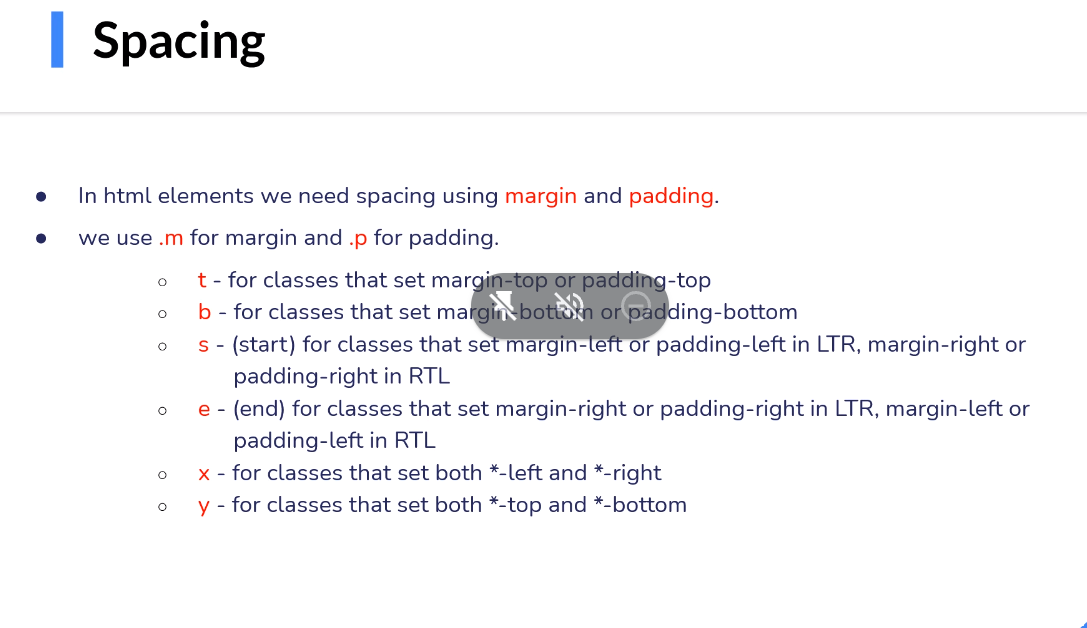 Spacing
In html elements we need spacing using margin and padding.
we use .m for margin and .p for padding.
t - for classes that set margin-top or padding-top
b - for classes that set margin-bottom or padding-bottom
s - (start) for classes that set margin-left or padding-left in LTR, margin-right or
padding-right in RTL
e - (end) for classes that set margin-right or padding-right in LTR, margin-left or
padding-left in RTL
x - for classes that set both *-left and *-right
y - for classes that set both *-top and *-bottom